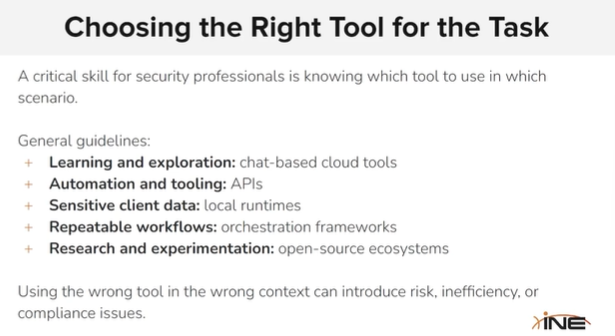 Choosing the Right Tool for the Task
A critical skill for security professionals is knowing which tool to use in which
scenario.
General guidelines:
+ Learning and exploration: chat-based cloud tools
+ Automation and tooling: APIs
+ Sensitive client data: local runtimes
+ Repeatable workflows: orchestration frameworks
+ Research and experimentation: open-source ecosystems
Using the wrong tool in the wrong context can introduce risk, inefficiency, or
compliance issues.
INE